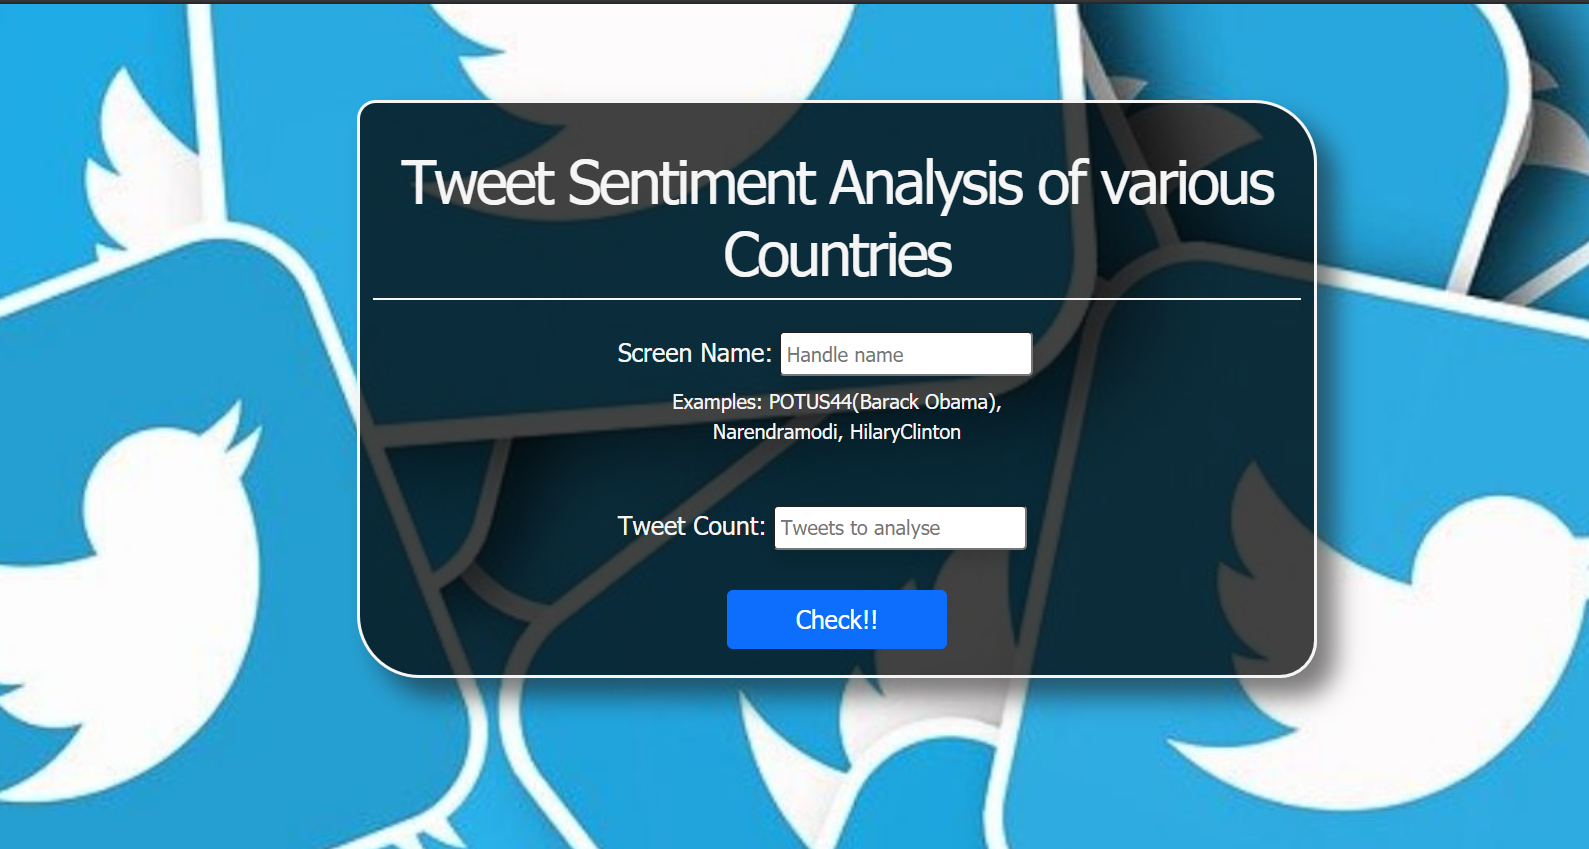 Tweet Sentiment Analysis of various
Countries
Screen Name: Handle name
Examples: POTUS44(Barack Obama),
Narendramodi, HilaryClinton
Tweet Count: Tweets to analyse
Check!!